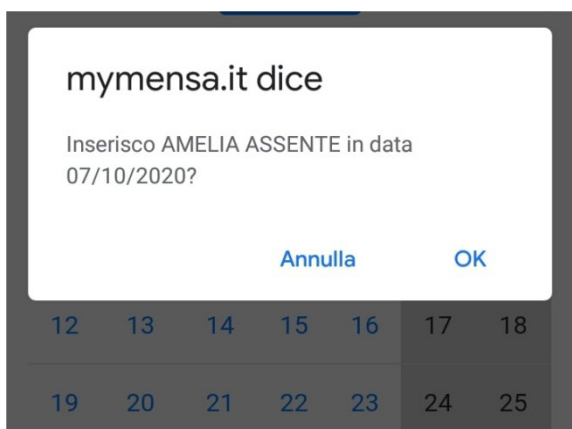 mymensa.it dice
Inserisco AMELIA ASSENTE in data
07/10/2020?
Annulla OK
12 13 14 15 16 17 18
19 20 21 22 23 24 25